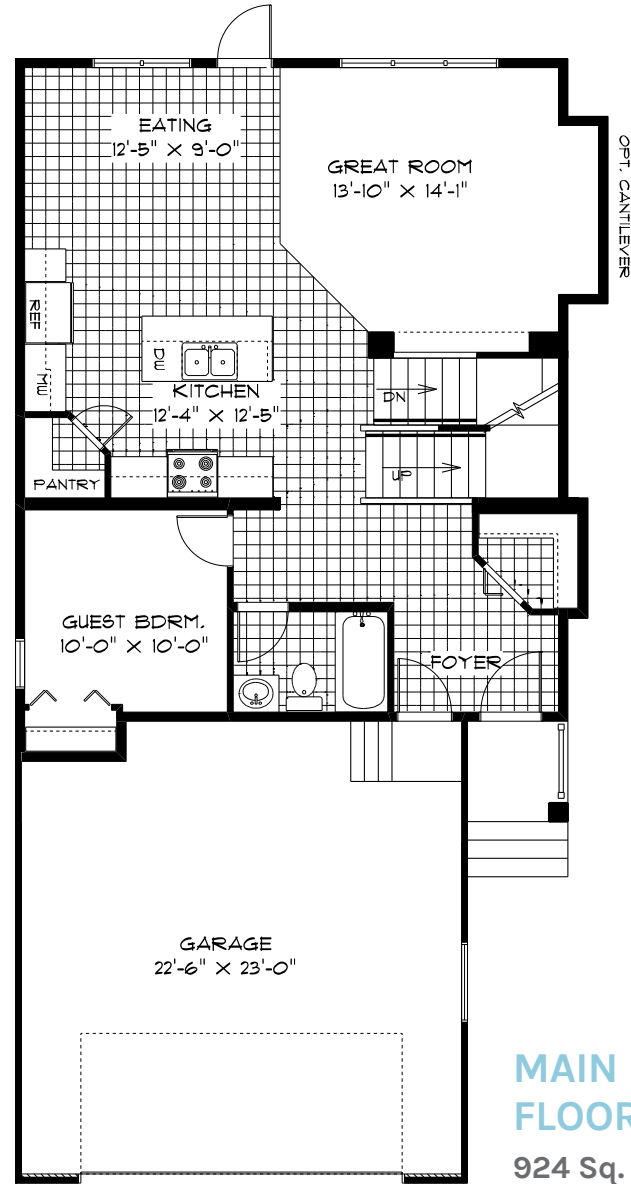 EATING
12'-5" X 9'-0"
GREAT ROOM
13'-10" X 14'-1"
OPT. CANTILEVER
REF
DW
MW
KITCHEN
12'-4" X 12'-5"
DN
UP
PANTRY
GUEST BDRM.
10'-0" X 10'-0"
FOYER
GARAGE
22'-6" X 23'-0"
MAIN
FLOOR
924 Sq.